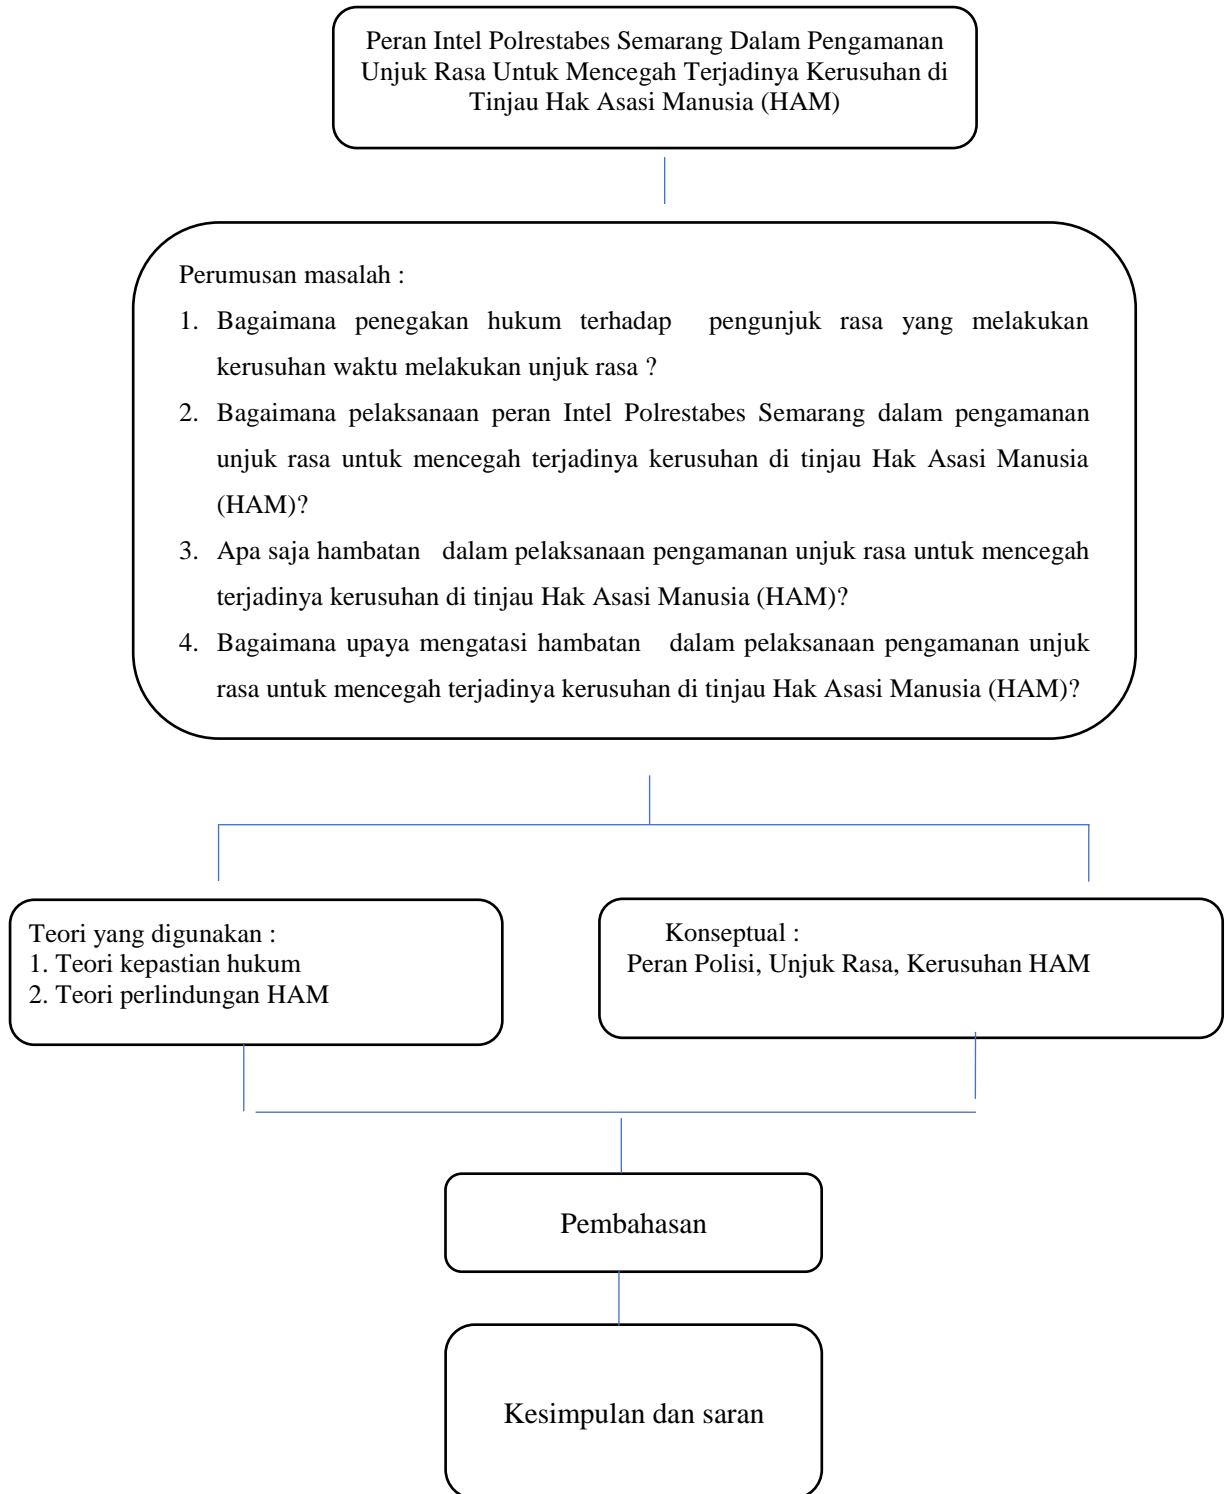 Peran Intel Polrestabes Semarang Dalam Pengamanan
Unjuk Rasa Untuk Mencegah Terjadinya Kerusuhan di
Tinjau Hak Asasi Manusia (HAM)
Perumusan masalah :
1. Bagaimana penegakan hukum terhadap pengunjuk rasa yang melakukan
kerusuhan waktu melakukan unjuk rasa ?
2. Bagaimana pelaksanaan peran Intel Polrestabes Semarang dalam pengamanan
unjuk rasa untuk mencegah terjadinya kerusuhan di tinjau Hak Asasi Manusia
(HAM)?
3. Apa saja hambatan dalam pelaksanaan pengamanan unjuk rasa untuk mencegah
terjadinya kerusuhan di tinjau Hak Asasi Manusia (HAM)?
4. Bagaimana upaya mengatasi hambatan dalam pelaksanaan pengamanan unjuk
rasa untuk mencegah terjadinya kerusuhan di tinjau Hak Asasi Manusia (HAM)?
Teori yang digunakan :
1. Teori kepastian hukum
2. Teori perlindungan HAM
Konseptual :
Peran Polisi, Unjuk Rasa, Kerusuhan HAM
Pembahasan
Kesimpulan dan saran